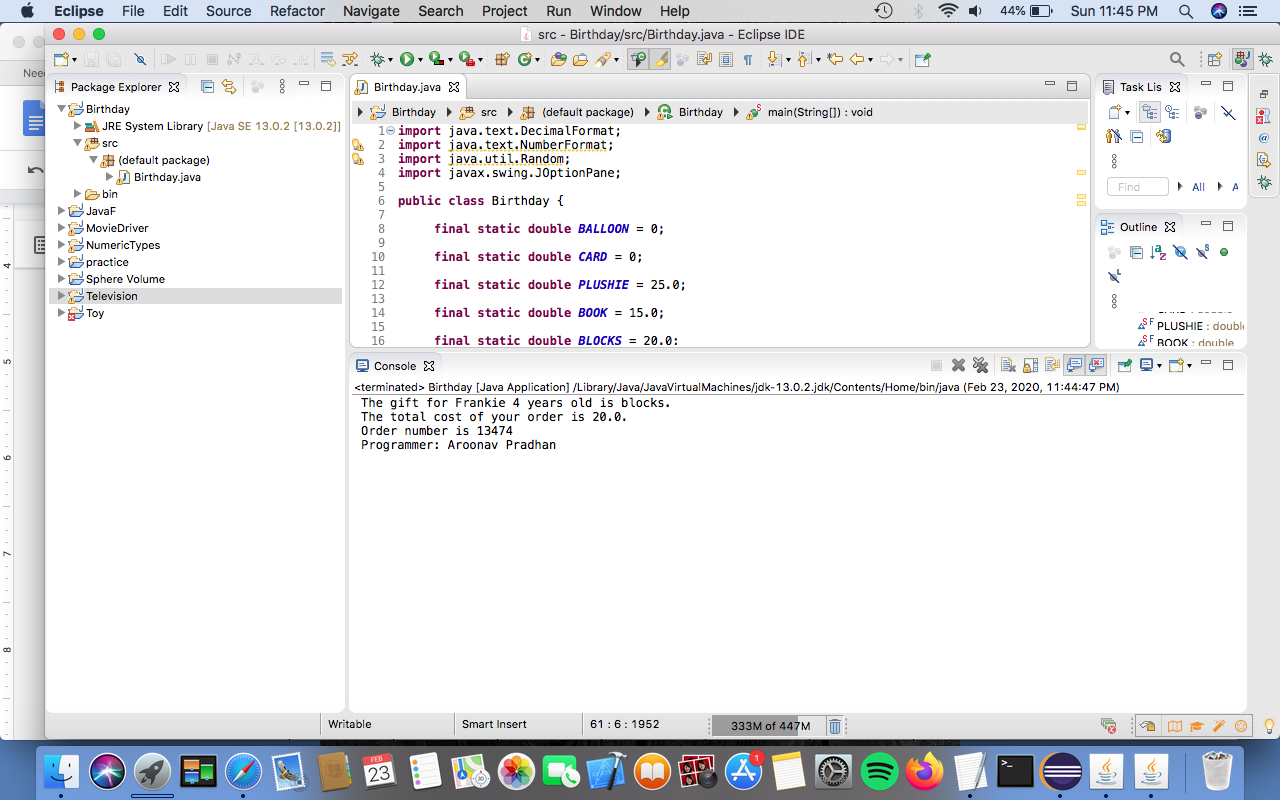 Eclipse File Edit Source Refactor Navigate Search Project Run Window Help 44% Sun 11:45 PM
src - Birthday/src/Birthday.java - Eclipse IDE
Package Explorer
Birthday
JRE System Library [Java SE 13.0.2 [13.0.2]]
src
(default package)
Birthday.java
bin
JavaF
MovieDriver
NumericTypes
practice
Sphere Volume
Television
Toy
Birthday.java
Birthday src (default package) Birthday main(String[]) : void
1 import java.text.DecimalFormat;
2 import java.text.NumberFormat;
3 import java.util.Random;
4 import javax.swing.JOptionPane;
5
6 public class Birthday {
7
8 final static double BALLOON = 0;
9
10 final static double CARD = 0;
11
12 final static double PLUSHIE = 25.0;
13
14 final static double BOOK = 15.0;
15
16 final static double BLOCKS = 20.0;
Task Lis
Find All A
Outline
PLUSHIE : double
BOOK : double
Console
<terminated> Birthday [Java Application] /Library/Java/JavaVirtualMachines/jdk-13.0.2.jdk/Contents/Home/bin/java (Feb 23, 2020, 11:44:47 PM)
The gift for Frankie 4 years old is blocks.
The total cost of your order is 20.0.
Order number is 13474
Programmer: Aroonav Pradhan
Writable Smart Insert 61 : 6 : 1952 333M of 447M
Need
4
5
6
7
8
FEB
23
1